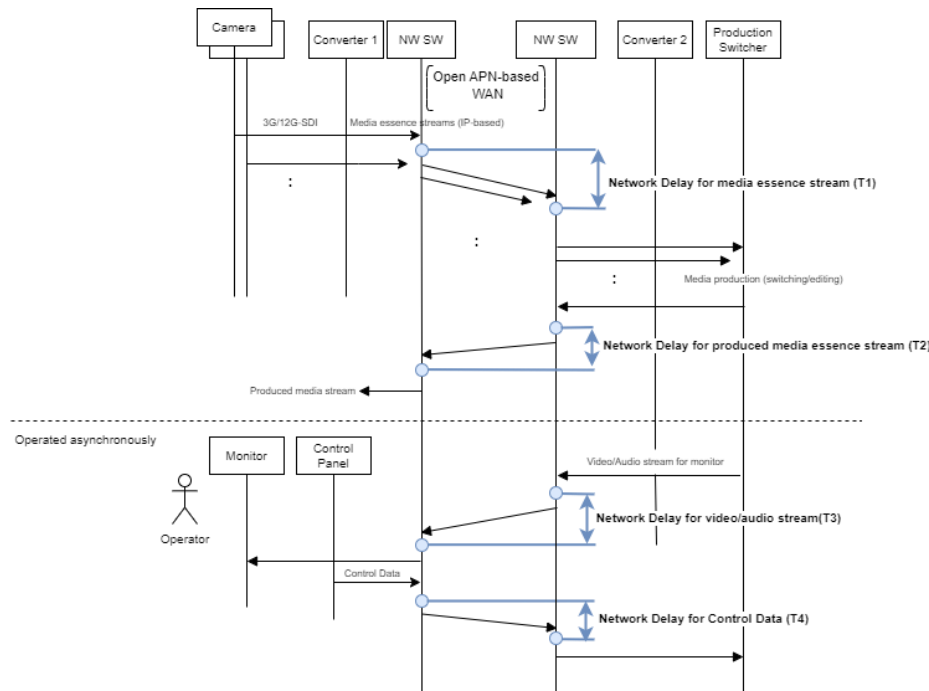 Camera
Converter 1
NW SW
NW SW
Converter 2
Production
Switcher
Open APN-based
WAN
3G/12G-SDI
Media essence streams (IP-based)
:
Network Delay for media essence stream (T1)
:
:
Media production (switching/editing)
Network Delay for produced media essence stream (T2)
Produced media stream
Operated asynchronously
Monitor
Control
Panel
Video/Audio stream for monitor
Operator
Network Delay for video/audio stream(T3)
Control Data
Network Delay for Control Data (T4)